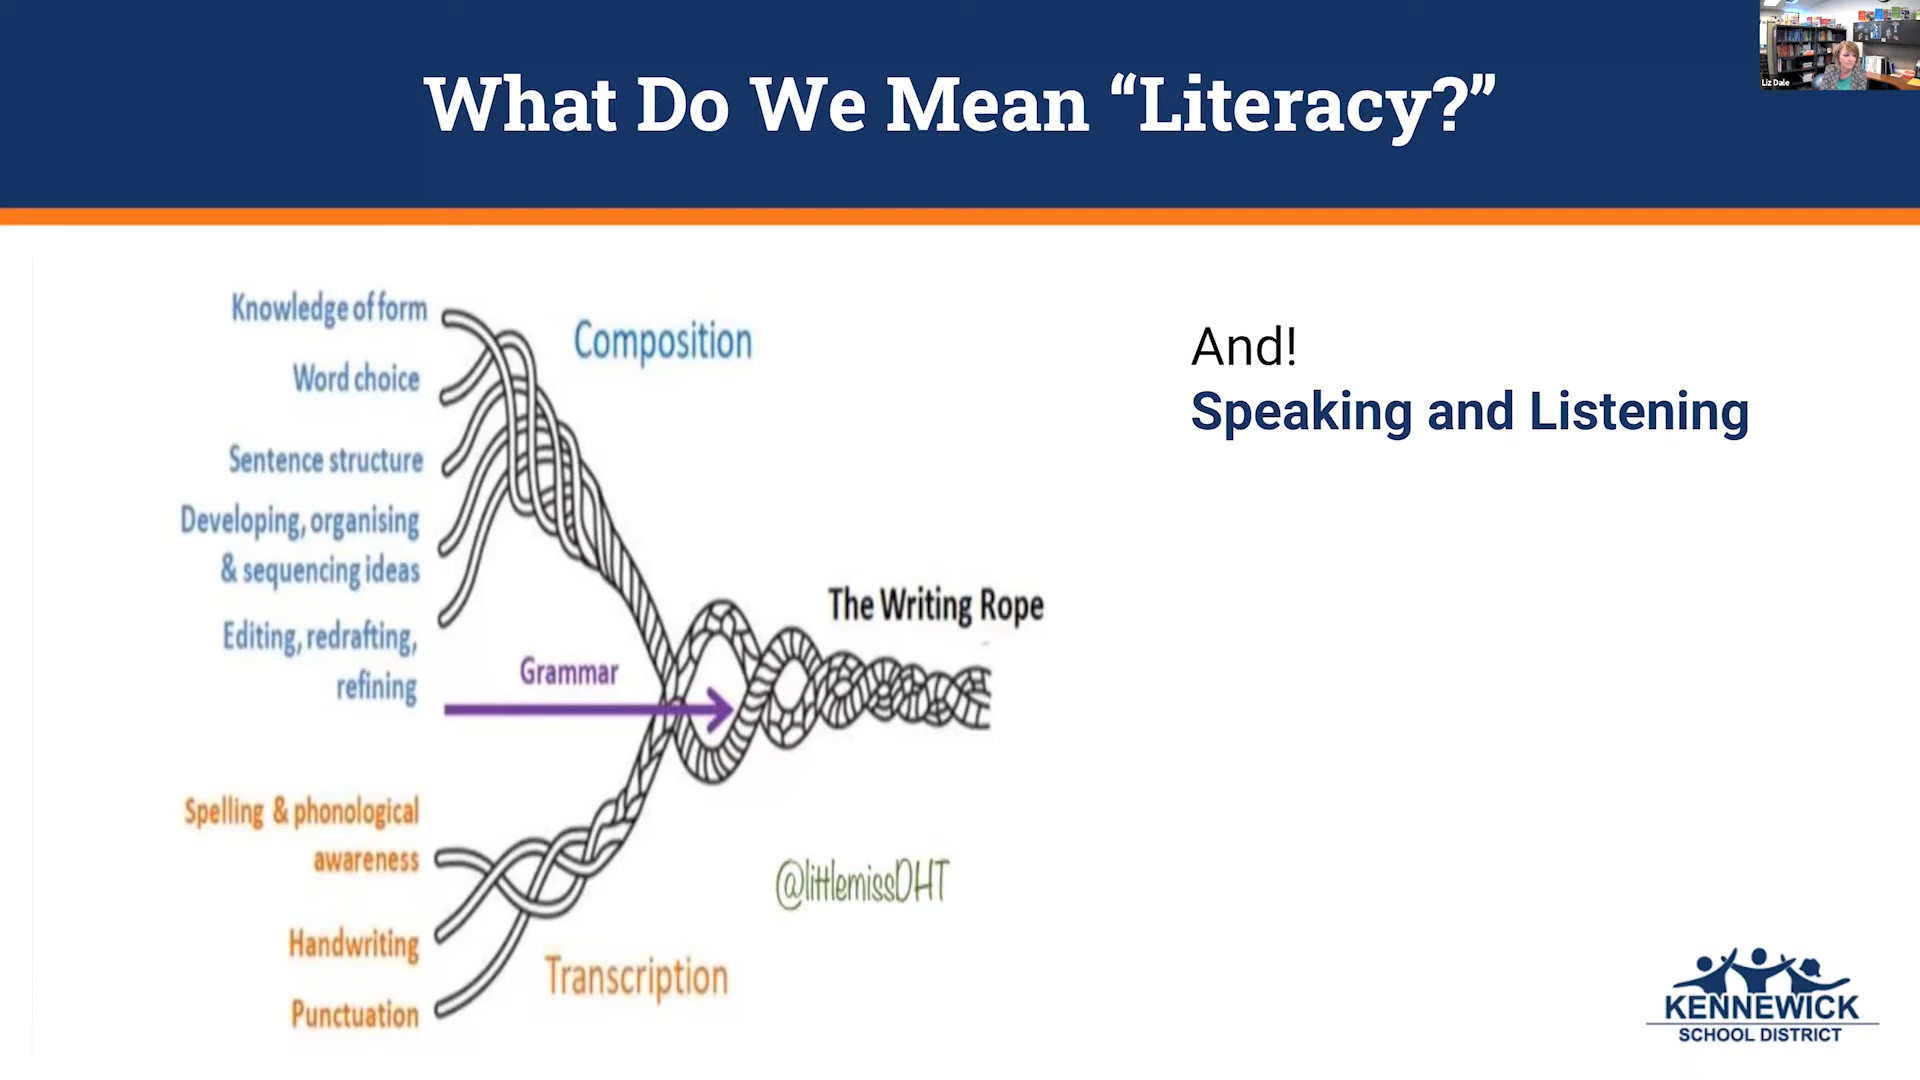 What Do We Mean “Literacy?”
Liz Dale
Knowledge of form
Word choice
Sentence structure
Developing, organising
& sequencing ideas
Editing, redrafting,
refining
Composition
Grammar
The Writing Rope
Spelling & phonological
awareness
Handwriting
Punctuation
Transcription
@littlemissDHT
And!
Speaking and Listening
KENNEWICK
SCHOOL DISTRICT